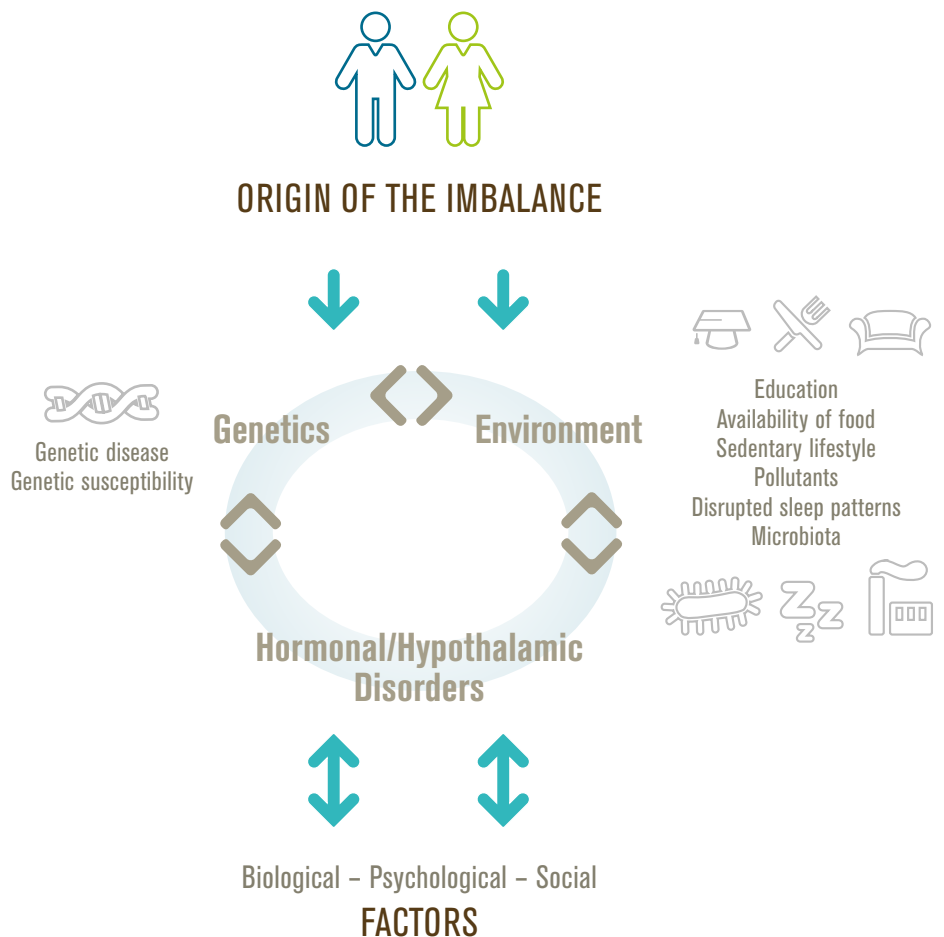 ORIGIN OF THE IMBALANCE
Genetics
Environment
Genetic disease
Genetic susceptibility
Education
Availability of food
Sedentary lifestyle
Pollutants
Disrupted sleep patterns
Microbiota
Z
Z
Z
Hormonal/Hypothalamic
Disorders
Biological – Psychological – Social
FACTORS